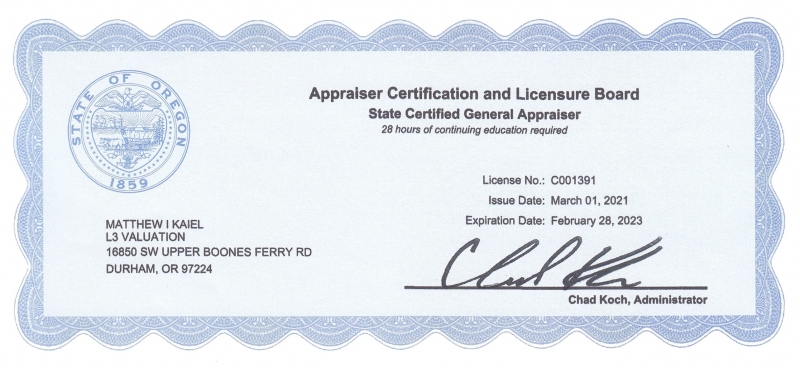 STATE OF OREGON
1859
Appraiser Certification and Licensure Board
State Certified General Appraiser
28 hours of continuing education required
License No.: C001391
Issue Date: March 01, 2021
Expiration Date: February 28, 2023
MATTHEW I KAIEL
L3 VALUATION
16850 SW UPPER BOONES FERRY RD
DURHAM, OR 97224
Chad Koch, Administrator